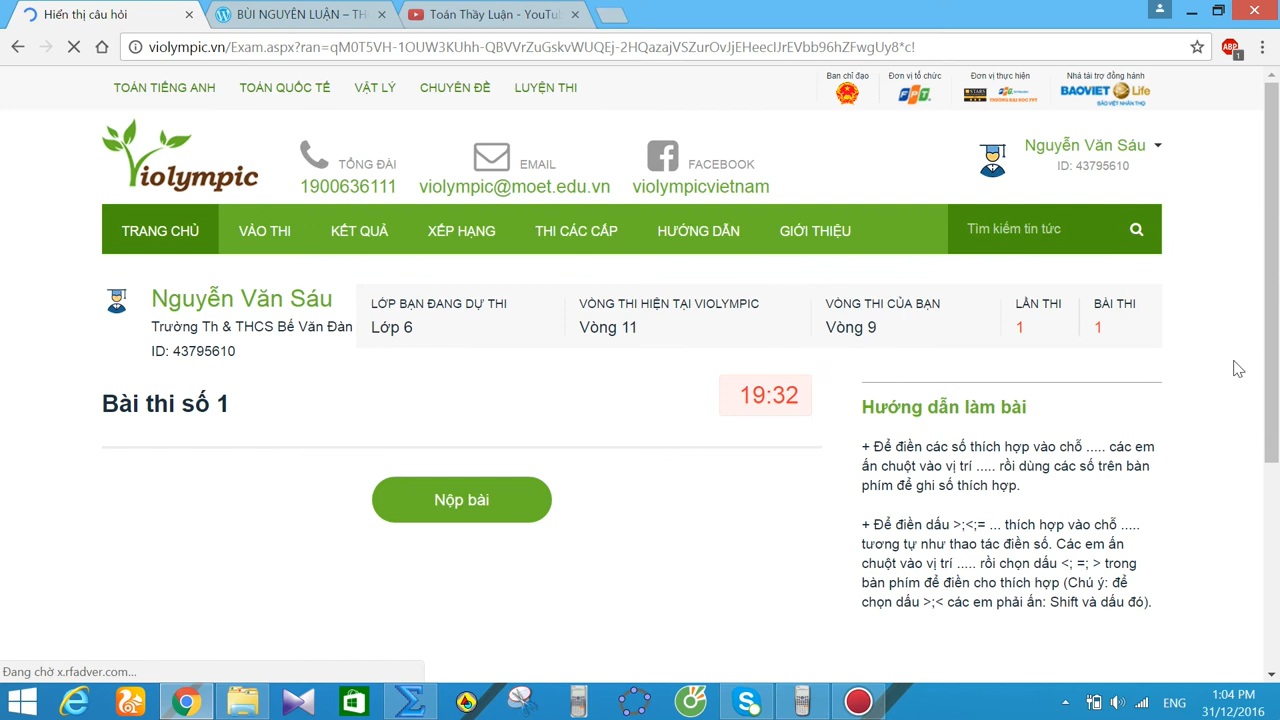 Hiển thị câu hỏi
BÙI NGUYÊN LUẬN – TH
Toán Thầy Luận - YouTu
violympic.vn/Exam.aspx?ran=qM0T5VH-1OUW3KUhh-QBVVrZuGskvWUQEj-2HQazajVSZurOvJjEHeeclJrEVbb96hZFwgUy8*c!
ABP
1
TOÁN TIẾNG ANH
TOÁN QUỐC TẾ
VẬT LÝ
CHUYÊN ĐỀ
LUYỆN THI
Ban chỉ đạo
Đơn vị tổ chức
Đơn vị thực hiện
Nhà tài trợ đồng hành
FPT
BAOVIET Life
BẢO VIỆT NHÂN THỌ
Violympic
TỔNG ĐÀI
1900636111
EMAIL
violympic@moet.edu.vn
FACEBOOK
violympicvietnam
Nguyễn Văn Sáu
ID: 43795610
TRANG CHỦ
VÀO THI
KẾT QUẢ
XẾP HẠNG
THI CÁC CẤP
HƯỚNG DẪN
GIỚI THIỆU
Tìm kiếm tin tức
Nguyễn Văn Sáu
Trường Th & THCS Bế Văn Đàn
ID: 43795610
LỚP BẠN ĐANG DỰ THI
Lớp 6
VÒNG THI HIỆN TẠI VIOLYMPIC
Vòng 11
VÒNG THI CỦA BẠN
Vòng 9
LẦN THI
1
BÀI THI
1
Bài thi số 1
19:32
Nộp bài
Hướng dẫn làm bài
+ Để điền các số thích hợp vào chỗ ..... các em
ấn chuột vào vị trí ..... rồi dùng các số trên bàn
phím để ghi số thích hợp.
+ Để điền dấu >;<;= ... thích hợp vào chỗ .....
tương tự như thao tác điền số. Các em ấn
chuột vào vị trí ..... rồi chọn dấu <; =; > trong
bàn phím để điền cho thích hợp (Chú ý: để
chọn dấu >;< các em phải ấn: Shift và dấu đó).
Đang chờ x.rfadver.com...
ENG
1:04 PM
31/12/2016